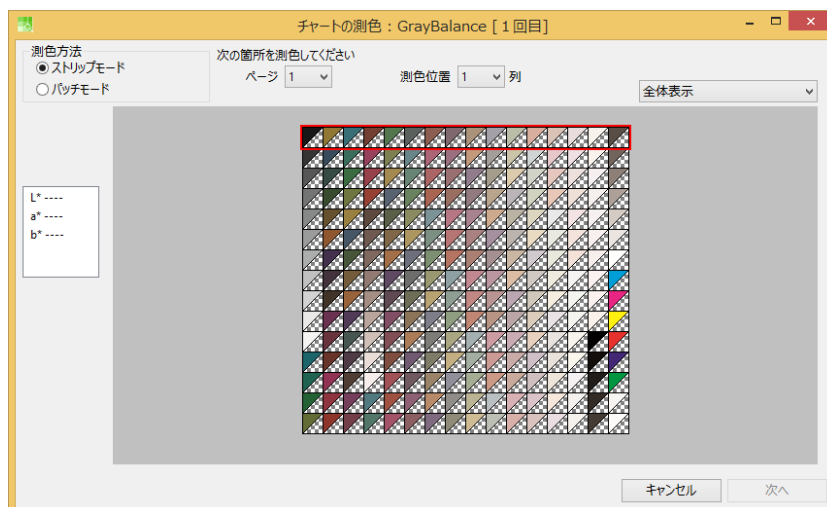 チャートの測色 : GrayBalance [ 1 回目]
測色方法
ストリップモード
パッチモード
次の箇所を測色してください
ページ 1 測色位置 1 列
全体表示
L* ----
a* ----
b* ----
キャンセル 次へ